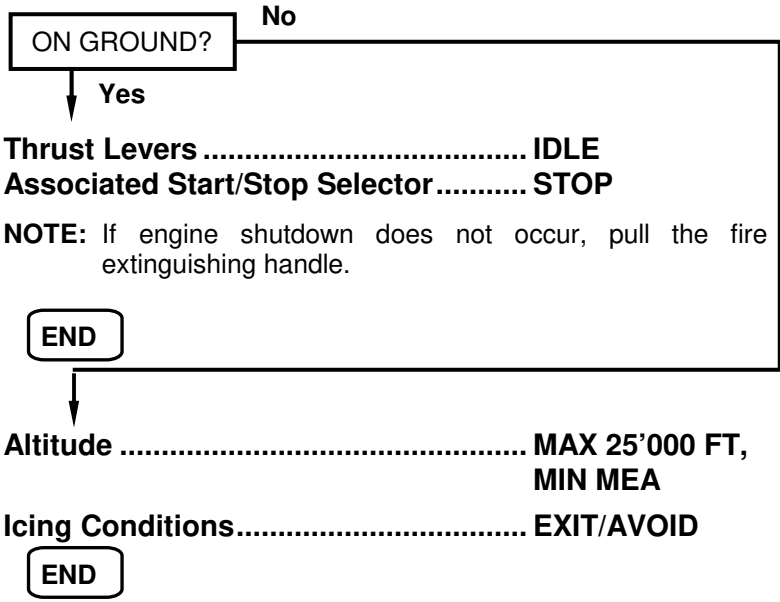 No
ON GROUND?
Yes
Thrust Levers ....................................... IDLE
Associated Start/Stop Selector........... STOP
NOTE: If engine shutdown does not occur, pull the fire
extinguishing handle.
END
Altitude ................................................. MAX 25'000 FT,
MIN MEA
Icing Conditions................................... EXIT/AVOID
END